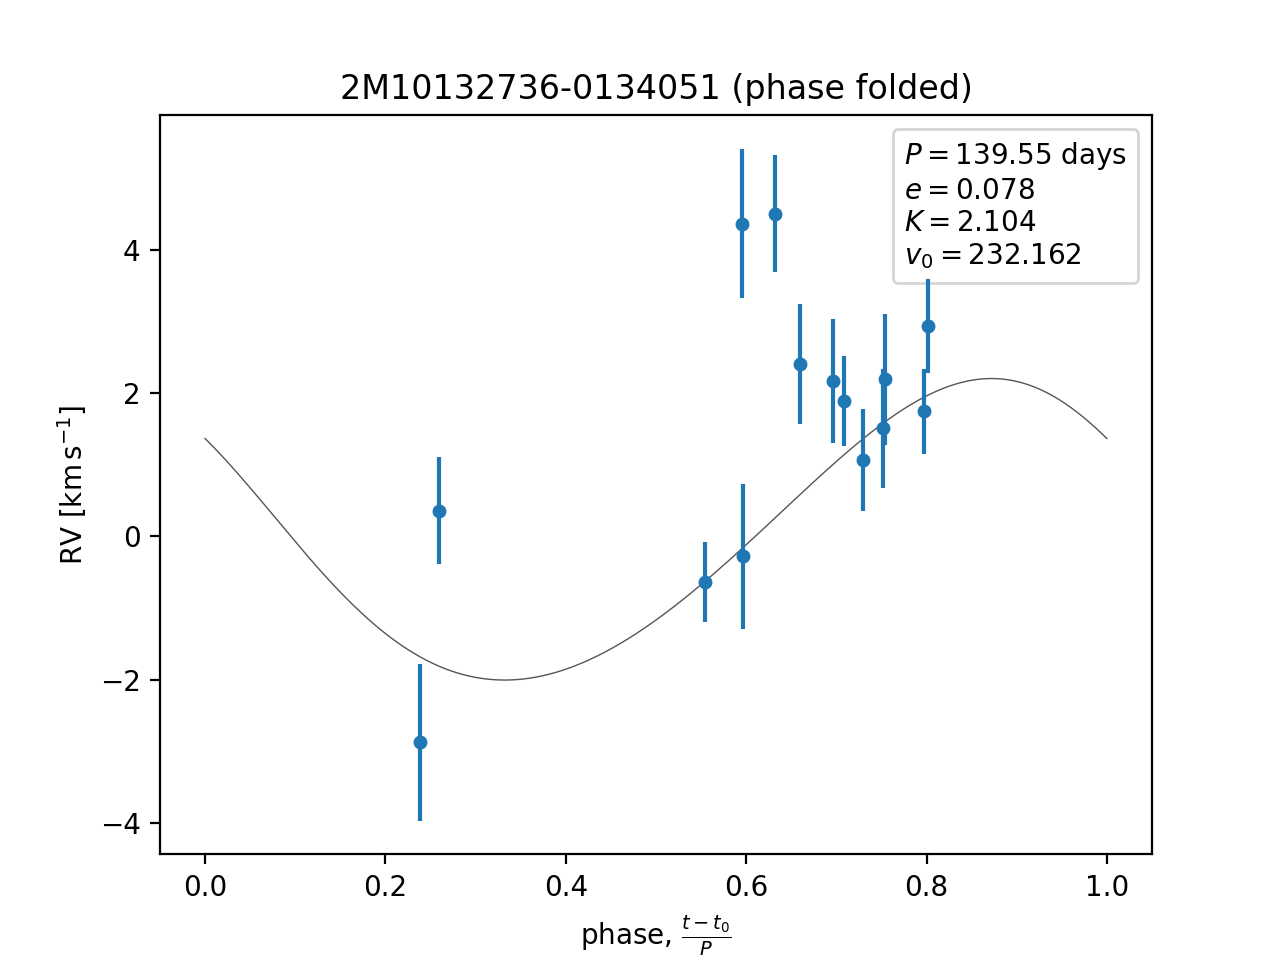 2M10132736-0134051 (phase folded)
P = 139.55 days
e = 0.078
K = 2.104
v₀ = 232.162
RV [km s⁻¹]
4
2
0
−2
−4
0.0 0.2 0.4 0.6 0.8 1.0
phase, (t − t₀)/P